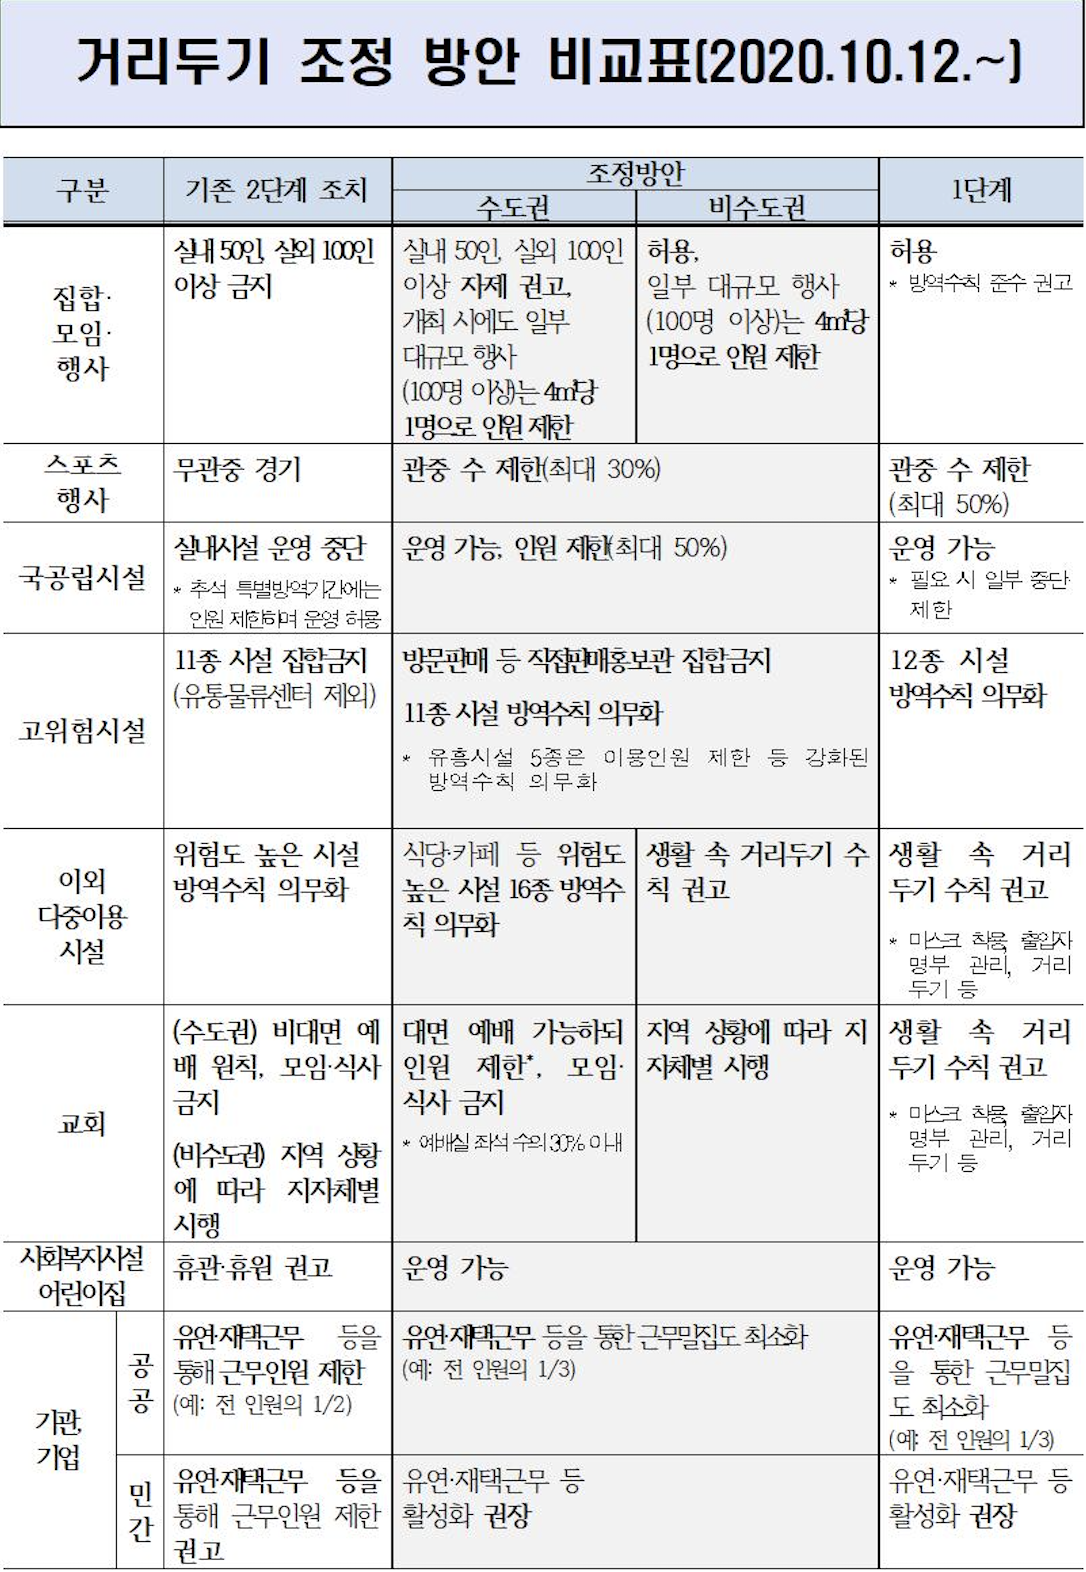 거리두기 조정 방안 비교표(2020.10.12.~)
구분
기존 2단계 조치
조정방안
수도권
비수도권
1단계
집합·
모임·
행사
실내 50인, 실외 100인
이상 금지
실내 50인, 실외 100인
이상 자제 권고,
개최 시에도 일부
대규모 행사
(100명 이상)는 4㎡당
1명으로 인원 제한
허용,
일부 대규모 행사
(100명 이상)는 4㎡당
1명으로 인원 제한
허용
* 방역수칙 준수 권고
스포츠
행사
무관중 경기
관중 수 제한(최대 30%)
관중 수 제한
(최대 50%)
국공립시설
실내시설 운영 중단
* 추석 특별방역기간에는
인원 제한하며 운영 허용
운영 가능, 인원 제한(최대 50%)
운영 가능
* 필요 시 일부 중단·
제한
고위험시설
11종 시설 집합금지
(유통물류센터 제외)
방문판매 등 직접판매홍보관 집합금지
11종 시설 방역수칙 의무화
* 유흥시설 5종은 이용인원 제한 등 강화된
방역수칙 의무화
12종 시설
방역수칙 의무화
이외
다중이용
시설
위험도 높은 시설
방역수칙 의무화
식당·카페 등 위험도
높은 시설 16종 방역수
칙 의무화
생활 속 거리두기 수
칙 권고
생활 속 거리
두기 수칙 권고
* 마스크 착용, 출입자
명부 관리, 거리
두기 등
교회
(수도권) 비대면 예
배 원칙, 모임·식사
금지
(비수도권) 지역 상황
에 따라 지자체별
시행
대면 예배 가능하되
인원 제한*, 모임·
식사 금지
* 예배실 좌석 수의 30% 이내
지역 상황에 따라 지
자체별 시행
생활 속 거리
두기 수칙 권고
* 마스크 착용, 출입자
명부 관리, 거리
두기 등
사회복지시설
어린이집
휴관·휴원 권고
운영 가능
운영 가능
기관,
기업
공
공
유연·재택근무 등을
통해 근무인원 제한
(예: 전 인원의 1/2)
유연·재택근무 등을 통한 근무밀집도 최소화
(예: 전 인원의 1/3)
유연·재택근무 등
을 통한 근무밀집
도 최소화
(예: 전 인원의 1/3)
민
간
유연·재택근무 등을
통해 근무인원 제한
권고
유연·재택근무 등
활성화 권장
유연·재택근무 등
활성화 권장